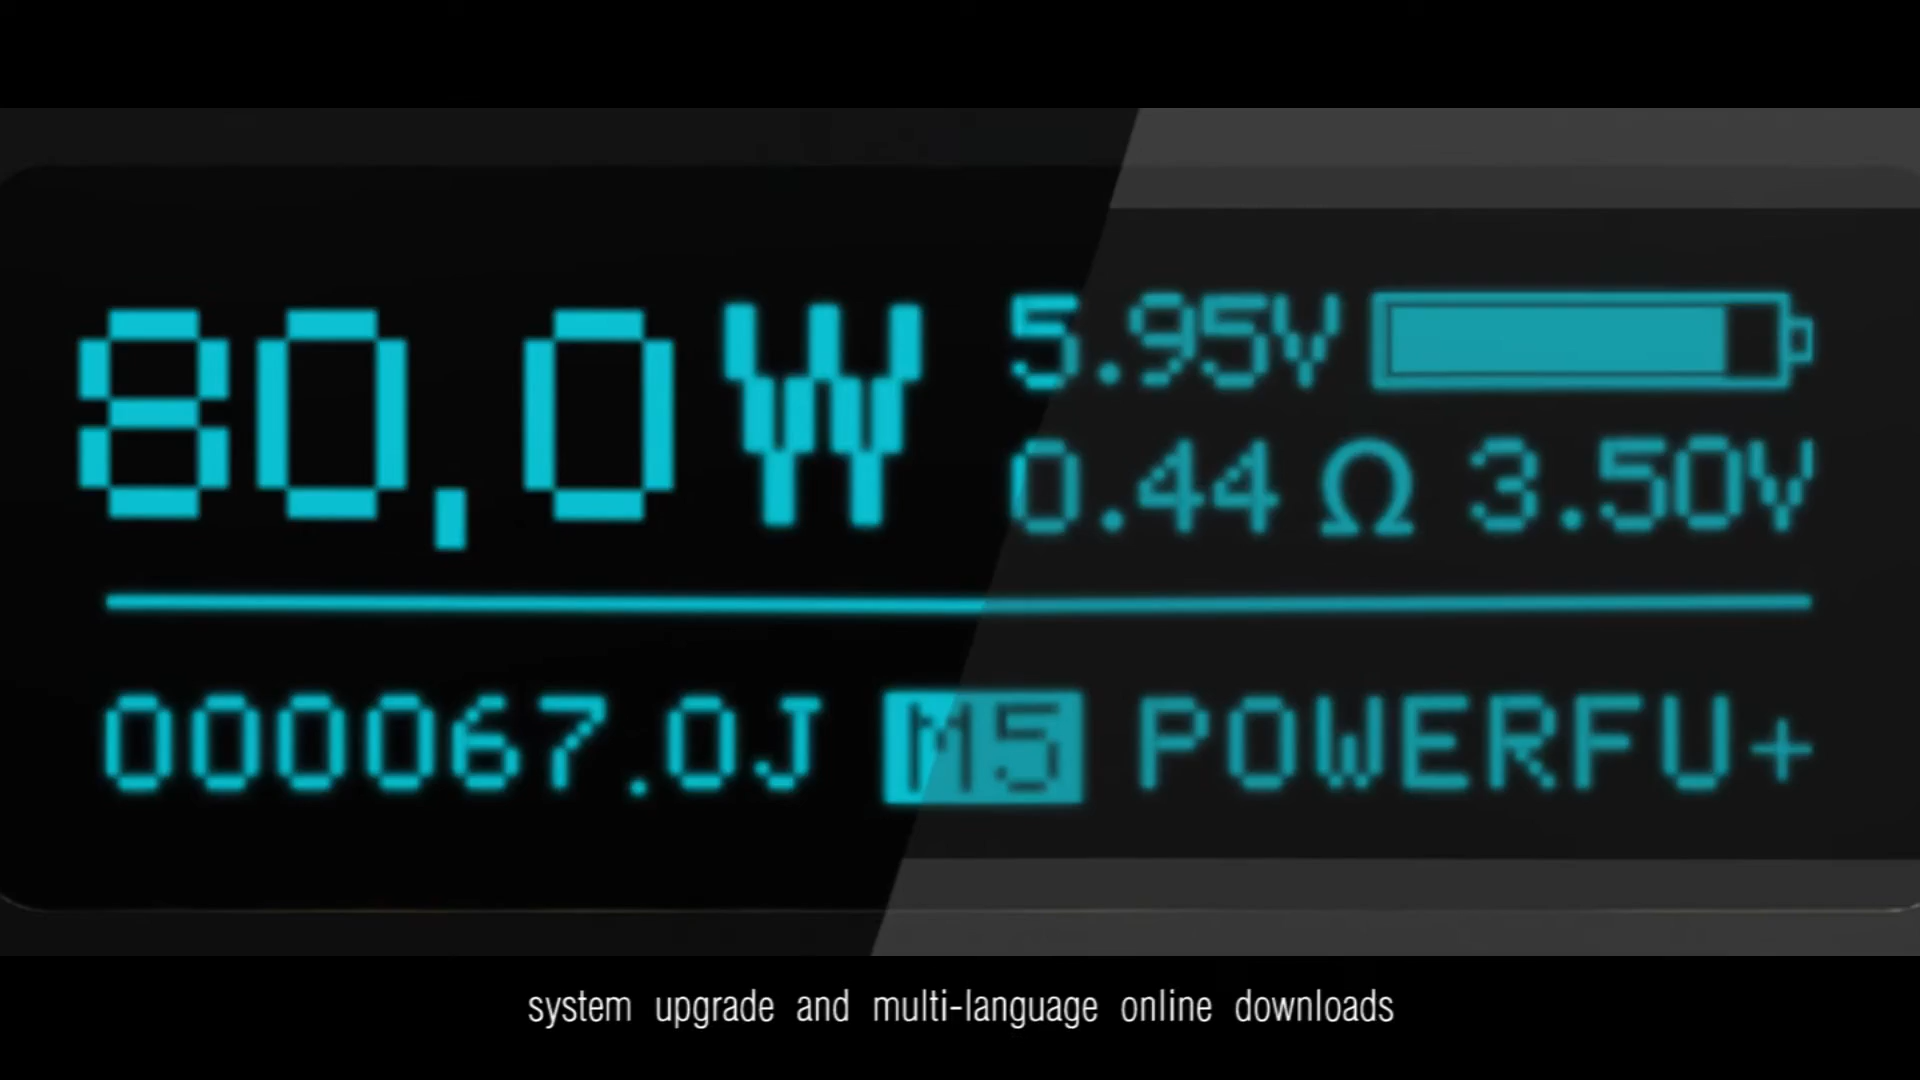 80,0W 5.95V
0.44 Ω 3.50V
000067.0J M5 POWERFU+
system upgrade and multi-language online downloads